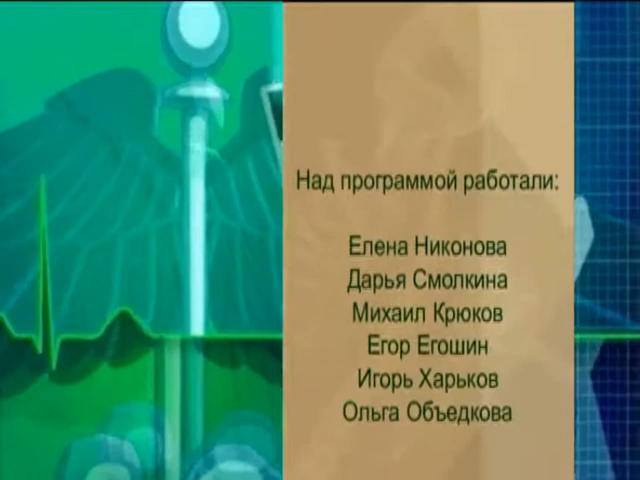 Над программой работали:
Елена Никонова
Дарья Смолкина
Михаил Крюков
Егор Егошин
Игорь Харьков
Ольга Объедкова